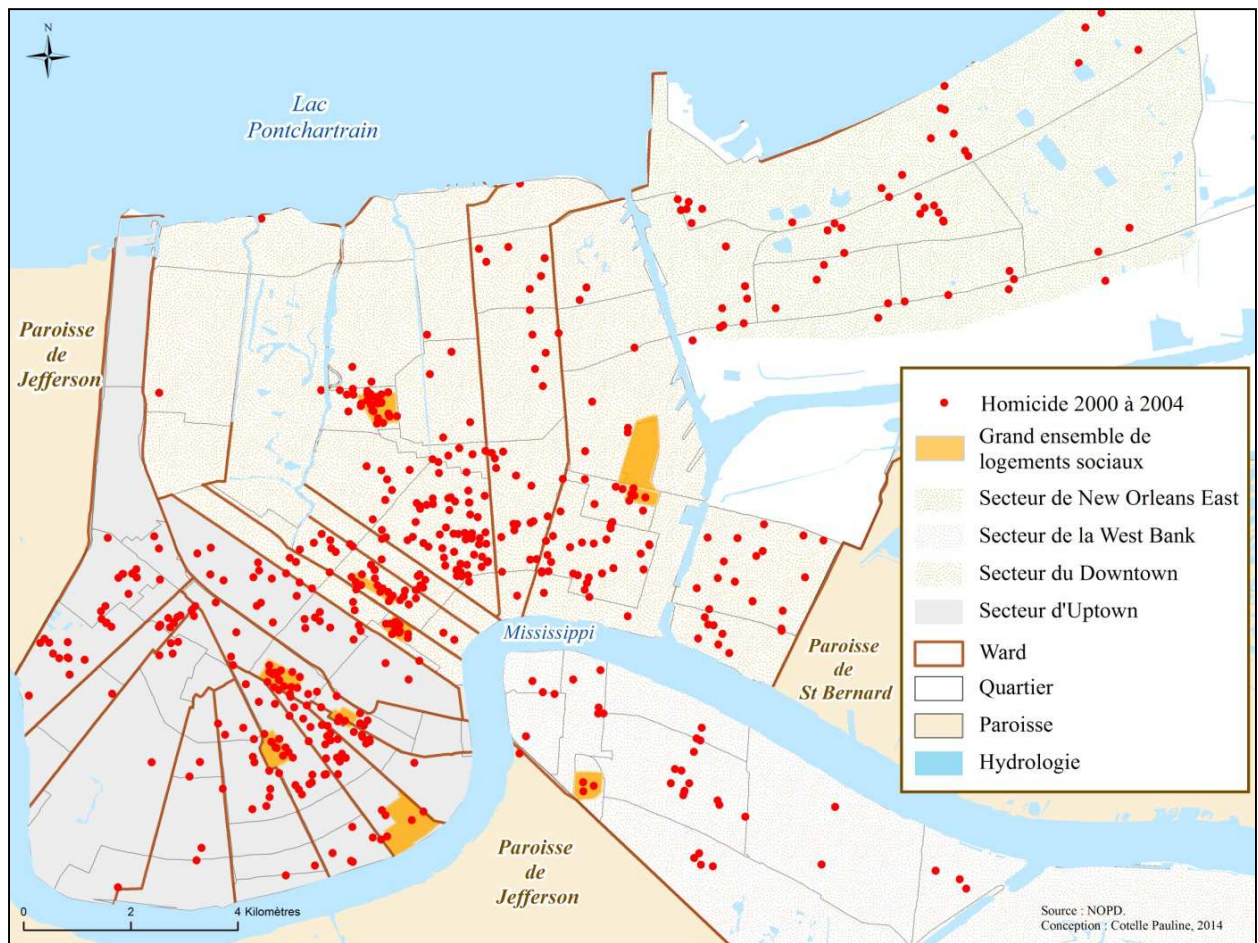 N
Lac
Pontchartrain
Paroisse
de
Jefferson
Mississippi
Paroisse
de
St Bernard
Paroisse
de
Jefferson
Homicide 2000 à 2004
Grand ensemble de
logements sociaux
Secteur de New Orleans East
Secteur de la West Bank
Secteur du Downtown
Secteur d'Uptown
Ward
Quartier
Paroisse
Hydrologie
0 2 4 Kilomètres
Source : NOPD.
Conception : Cotelle Pauline, 2014